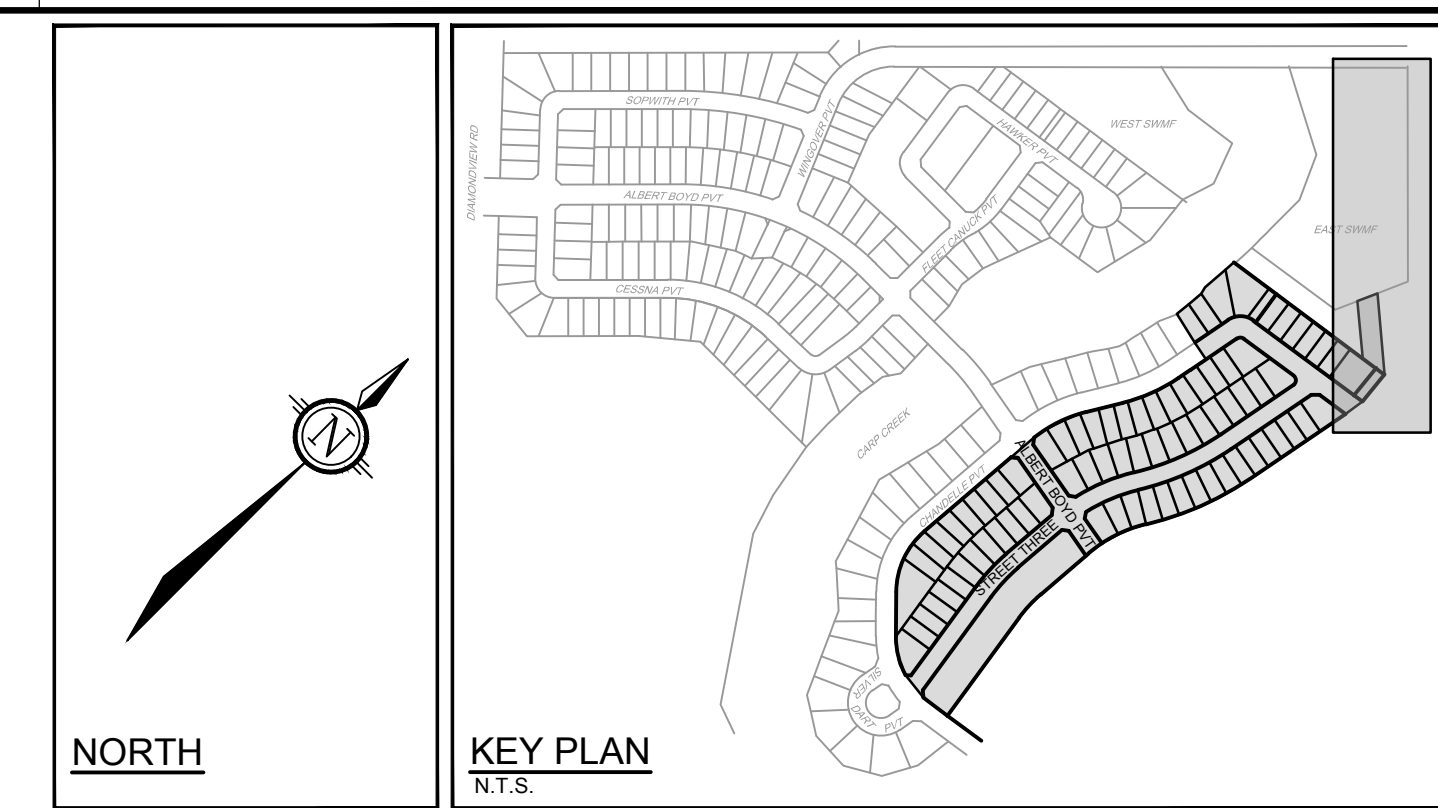 N
NORTH
SOPWITH PVT
WINGOVER PVT
HAWKER PVT
WEST SWMF
DIAMONDVIEW RD
ALBERT BOYD PVT
FLEET CANUCK PVT
EAST SWMF
CESSNA PVT
CARP CREEK
CHANDELLE PVT
ALBERT BOYD PVT
STREET THREE
SILVER
DART PVT
KEY PLAN
N.T.S.